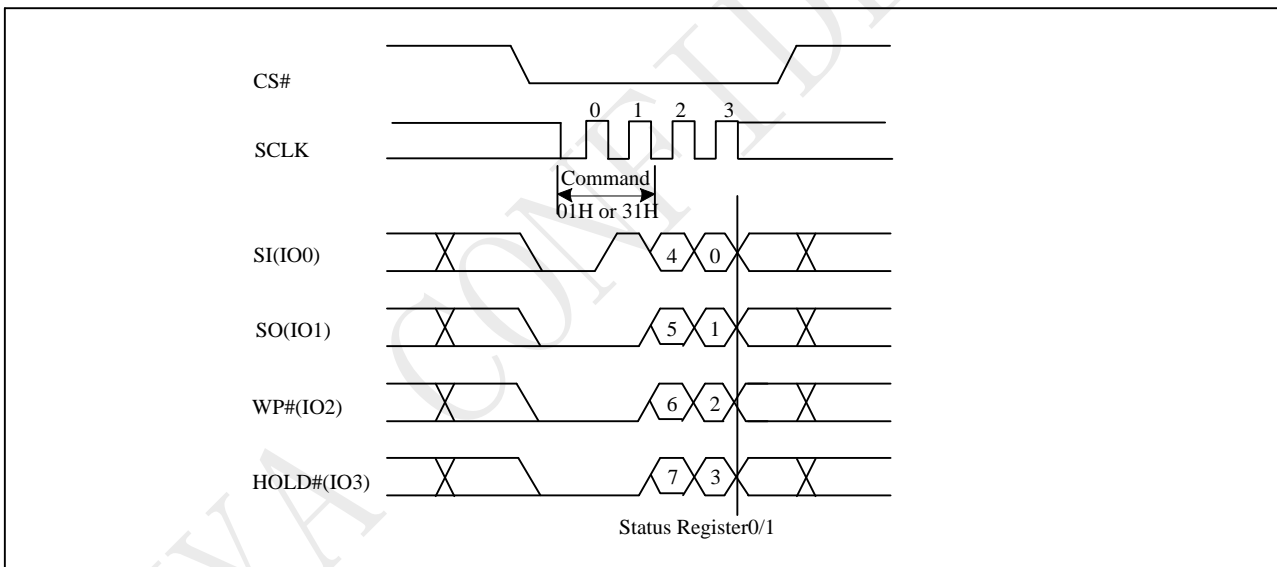 CS#
0 1 2 3
SCLK
Command
01H or 31H
SI(IO0) 4 0
SO(IO1) 5 1
WP#(IO2) 6 2
HOLD#(IO3) 7 3
Status Register0/1